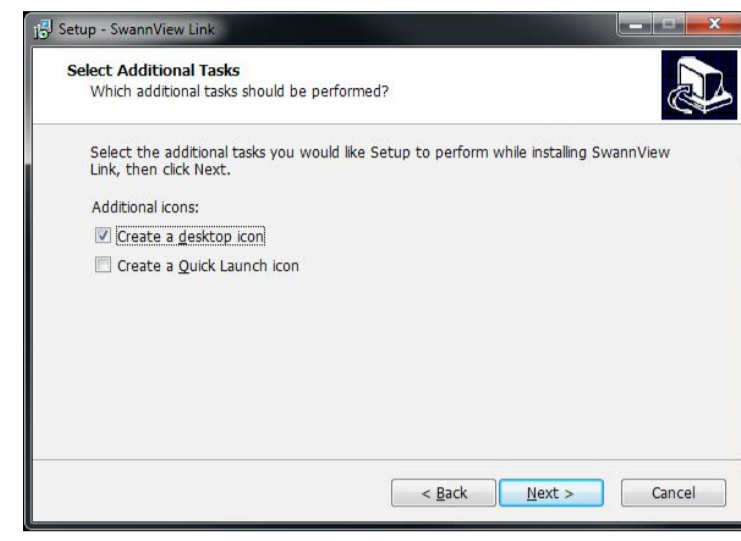 Setup - SwannView Link
Select Additional Tasks
Which additional tasks should be performed?
Select the additional tasks you would like Setup to perform while installing SwannView
Link, then click Next.
Additional icons:
Create a desktop icon
Create a Quick Launch icon
< Back Next > Cancel